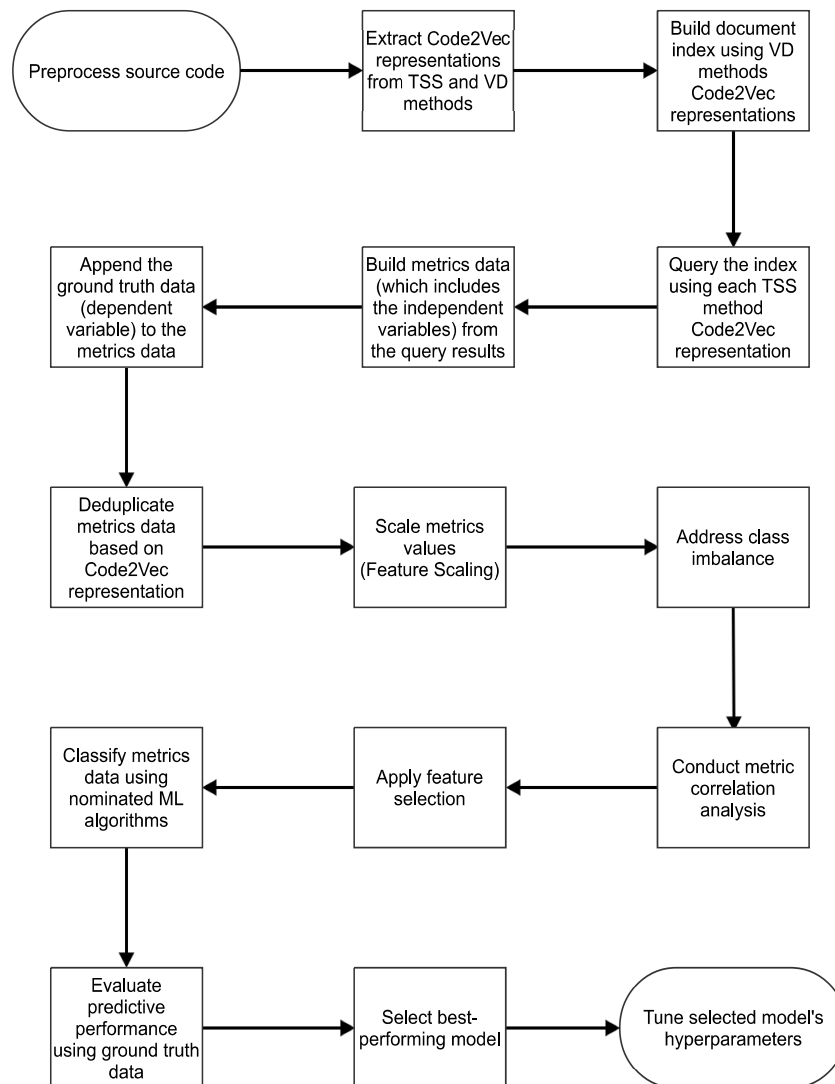 Preprocess source code
Extract Code2Vec
representations
from TSS and VD
methods
Build document
index using VD
methods
Code2Vec
representations
Append the
ground truth data
(dependent
variable) to the
metrics data
Build metrics data
(which includes
the independent
variables) from
the query results
Query the index
using each TSS
method
Code2Vec
representation
Deduplicate
metrics data
based on
Code2Vec
representation
Scale metrics
values
(Feature Scaling)
Address class
imbalance
Classify metrics
data using
nominated ML
algorithms
Apply feature
selection
Conduct metric
correlation
analysis
Evaluate
predictive
performance
using ground truth
data
Select best-
performing model
Tune selected model's
hyperparameters